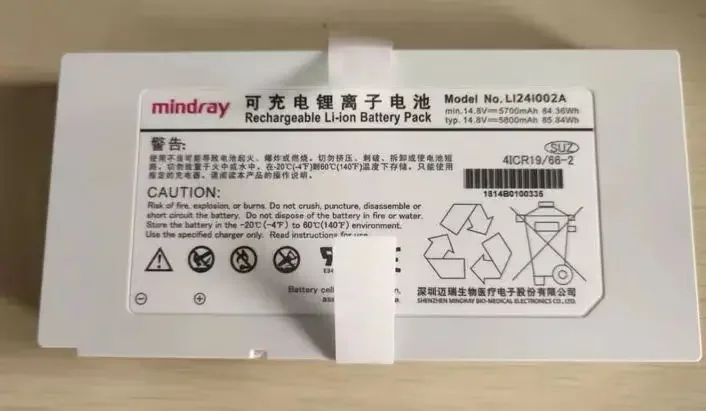 mindray
可充电锂离子电池
Rechargeable Li-ion Battery Pack
Model No. LI24I002A
min. 14.8V⎓5700mAh 84.36Wh
typ. 14.8V⎓5800mAh 85.84Wh
警告:
使用不当可能导致电池起火、爆炸或燃烧。切勿挤压、刺破、拆卸或使电池短
路。切勿放置于火中或水中。在-20℃(-4℉)到60℃(140℉)温度下存储。只能使用
指定的充电器。请阅读本产品的操作说明。
SUZ
4ICR19/66-2
1814B0100335
CAUTION:
Risk of fire, explosion, or burns. Do not crush, puncture, disassemble or
short circuit the battery. Do not dispose of the battery in fire or water.
Store the battery in the -20℃(-4℉) to 60℃(140℉) environment.
Use the specified charger only. Read instructions for use
Battery cell
深圳迈瑞生物医疗电子股份有限公司
SHENZHEN MINDRAY BIO-MEDICAL ELECTRONICS CO.,LTD.